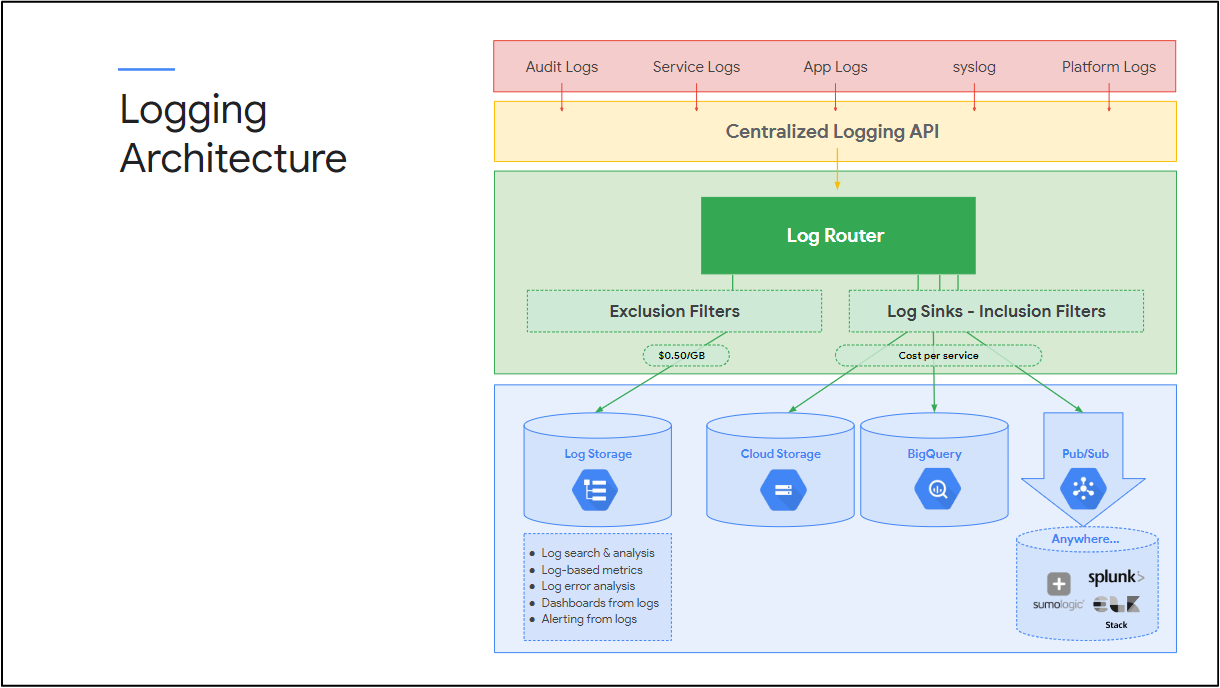 Logging
Architecture
Audit Logs
Service Logs
App Logs
syslog
Platform Logs
Centralized Logging API
Log Router
Exclusion Filters
Log Sinks - Inclusion Filters
$0.50/GB
Cost per service
Log Storage
Cloud Storage
BigQuery
Pub/Sub
• Log search & analysis
• Log-based metrics
• Log error analysis
• Dashboards from logs
• Alerting from logs
Anywhere...
splunk>
sumologic
ELK
Stack